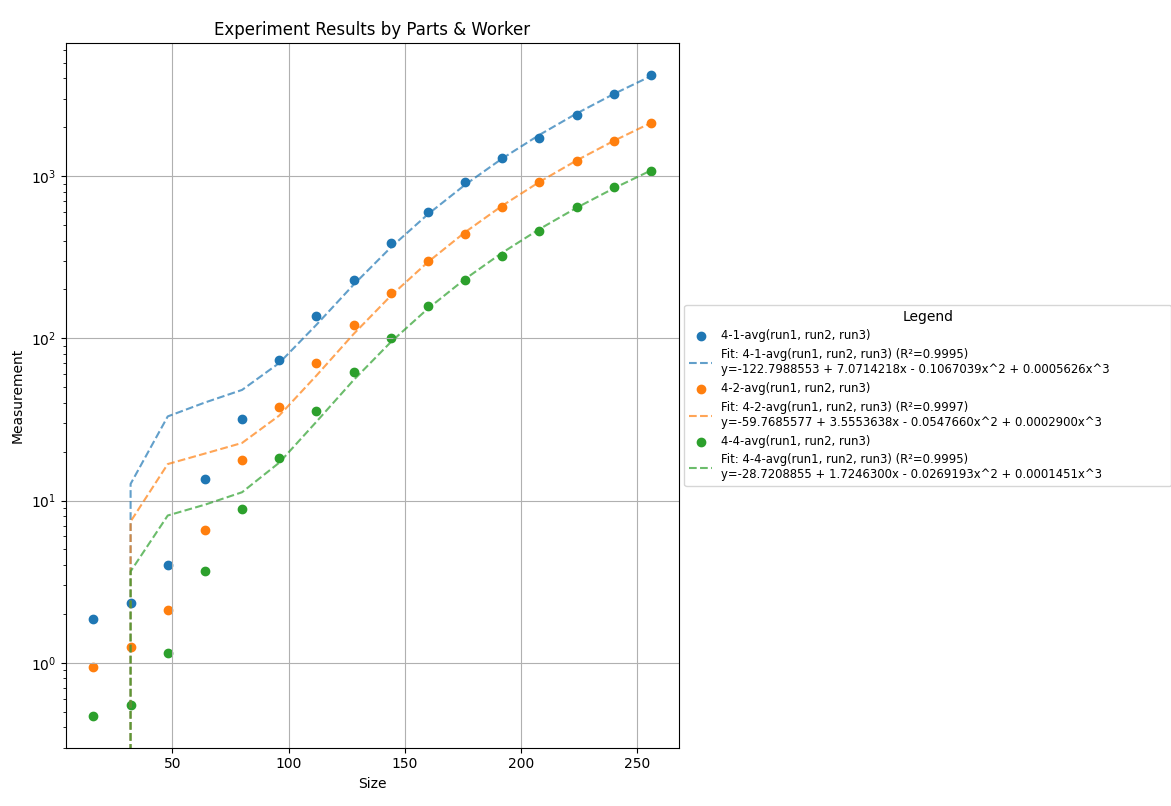 Experiment Results by Parts & Worker
Measurement
10^3
10^2
10^1
10^0
50 100 150 200 250
Size
Legend
4-1-avg(run1, run2, run3)
Fit: 4-1-avg(run1, run2, run3) (R²=0.9995)
y=-122.7988553 + 7.0714218x - 0.1067039x^2 + 0.0005626x^3
4-2-avg(run1, run2, run3)
Fit: 4-2-avg(run1, run2, run3) (R²=0.9997)
y=-59.7685577 + 3.5553638x - 0.0547660x^2 + 0.0002900x^3
4-4-avg(run1, run2, run3)
Fit: 4-4-avg(run1, run2, run3) (R²=0.9995)
y=-28.7208855 + 1.7246300x - 0.0269193x^2 + 0.0001451x^3